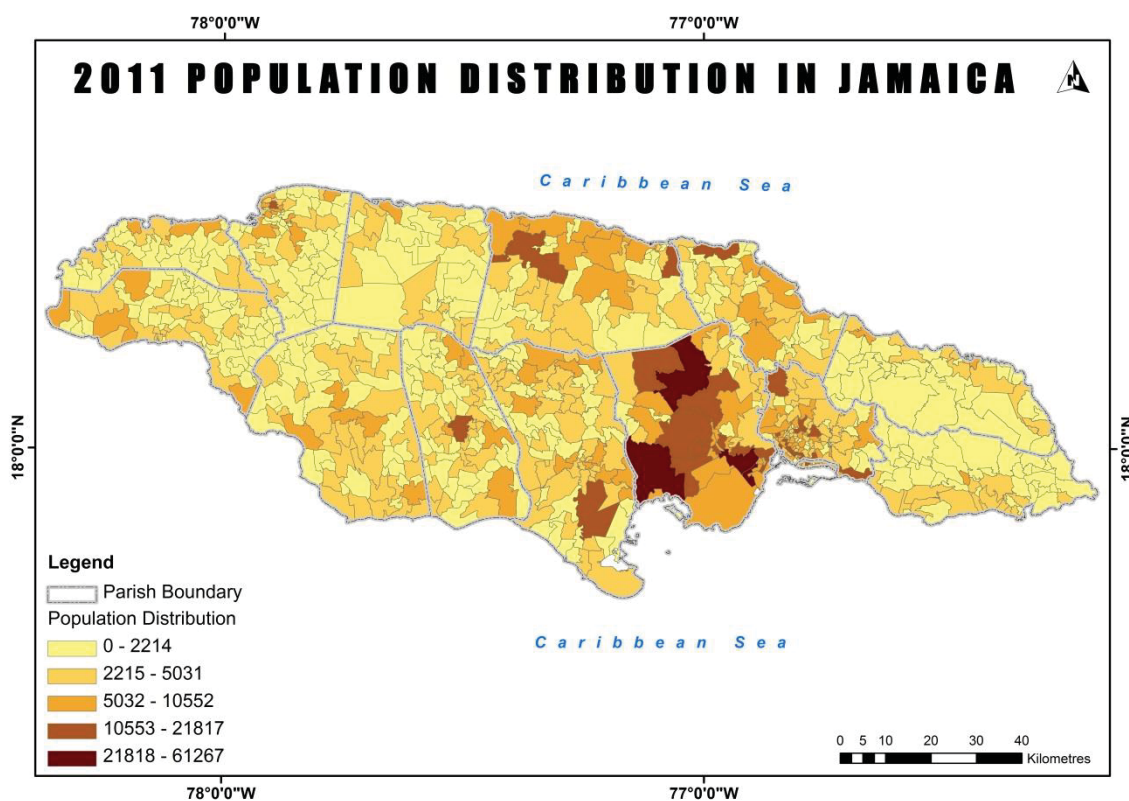 78°0'0"W 77°0'0"W
2011 POPULATION DISTRIBUTION IN JAMAICA
N
Caribbean Sea
18°0'0"N 18°0'0"N
Legend
Parish Boundary
Population Distribution
0 - 2214
2215 - 5031
5032 - 10552
10553 - 21817
21818 - 61267
Caribbean Sea
0 5 10 20 30 40
Kilometres
78°0'0"W 77°0'0"W